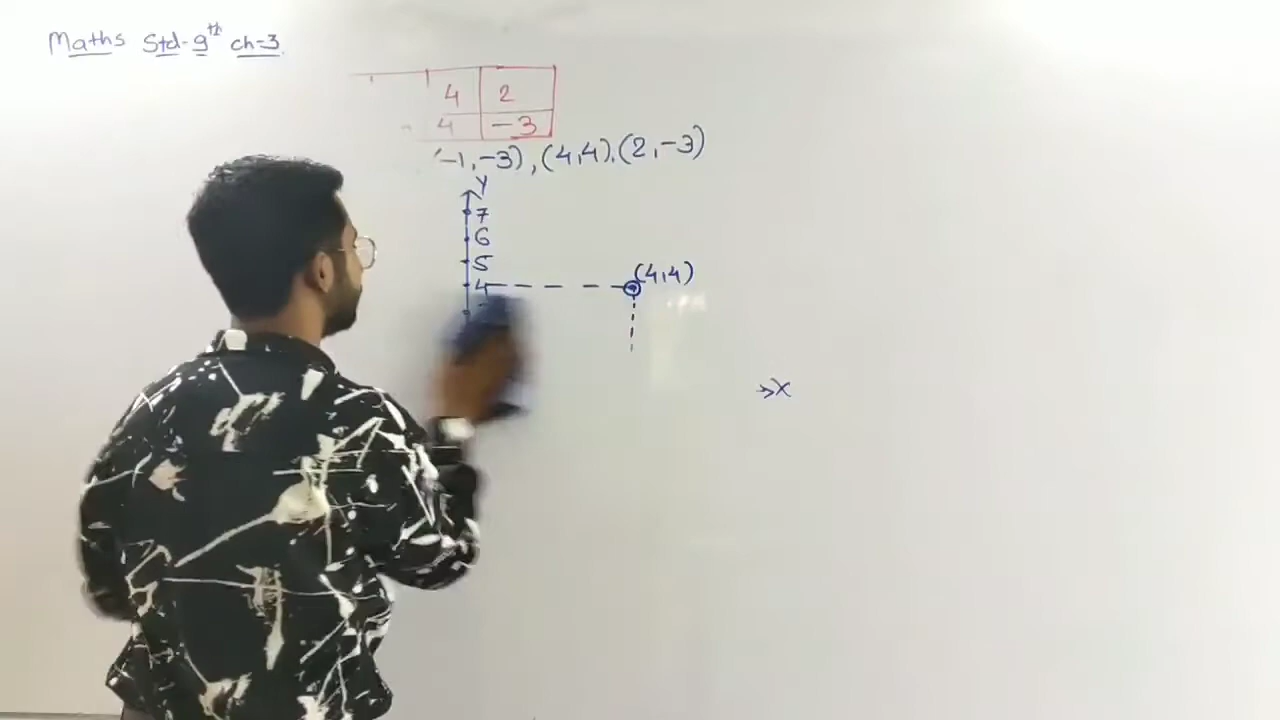 Maths Std-9th ch-3
4 2
4 -3
-1,-3),(4,4),(2,-3)
Y
7
6
5
(4,4)
4
X